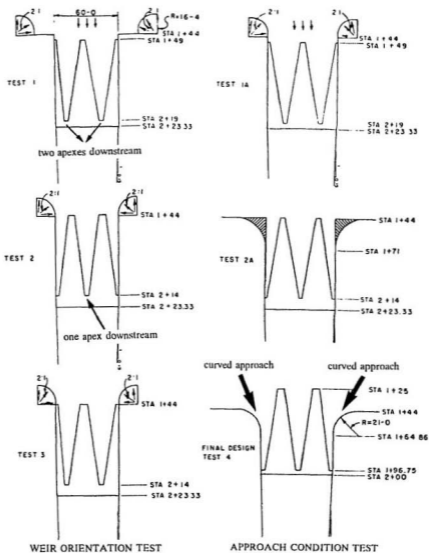 2:1
60-0
2:1
R=16-4
STA 1+44
STA 1+49
TEST 1
STA 2+19
STA 2+23.33
two apexes downstream
2:1
2:1
STA 1+44
STA 1+49
TEST 1A
STA 2+19
STA 2+23.33
2:1
STA 1+44
TEST 2
STA 2+14
STA 2+23.33
one apex downstream
STA 1+44
STA 1+71
TEST 2A
STA 2+14
STA 2+23.33
2:1
2:1
STA 1+44
TEST 3
STA 2+14
STA 2+23.33
WEIR ORIENTATION TEST
curved approach
curved approach
STA 1+25
STA 1+44
R=21-0
STA 1+64.86
FINAL DESIGN
TEST 4
STA 1+96.75
STA 2+00
APPROACH CONDITION TEST